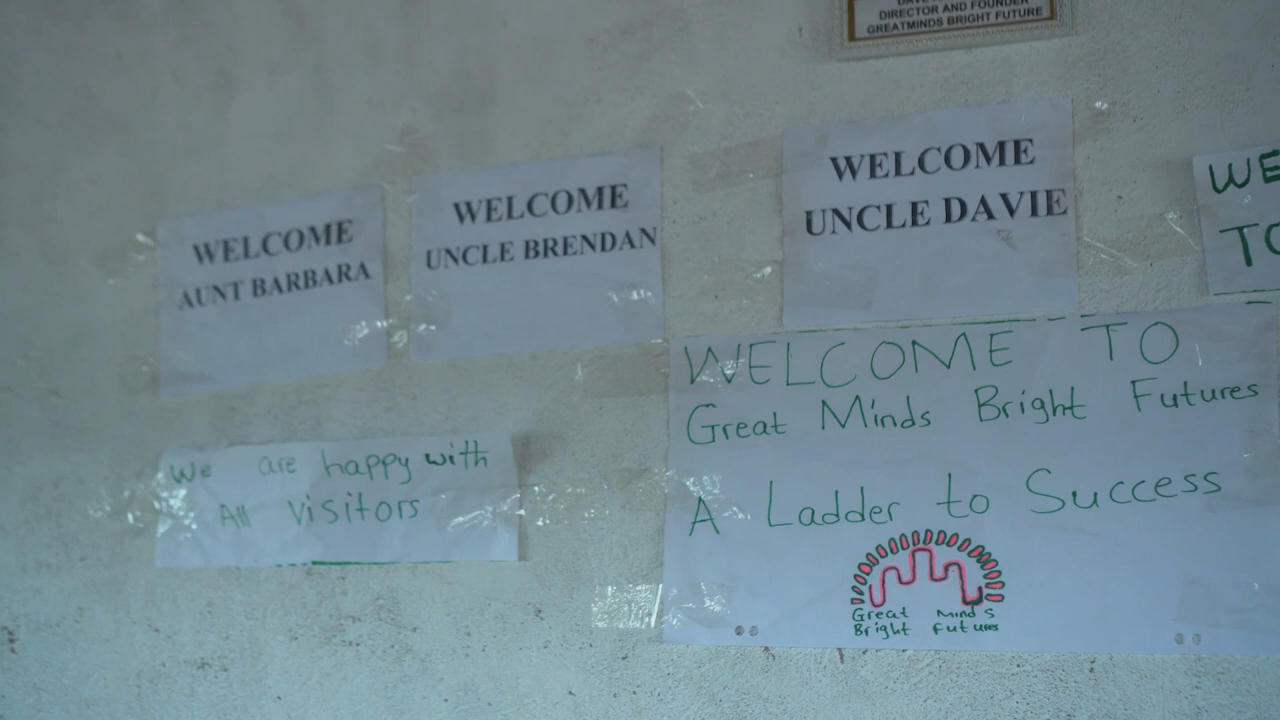 DIRECTOR AND FOUNDER
GREATMINDS BRIGHT FUTURE
WELCOME
AUNT BARBARA
WELCOME
UNCLE BRENDAN
WELCOME
UNCLE DAVIE
WE
TO
We are happy with
All visitors
WELCOME TO
Great Minds Bright Futures
A Ladder to Success
Great Minds
Bright Futures